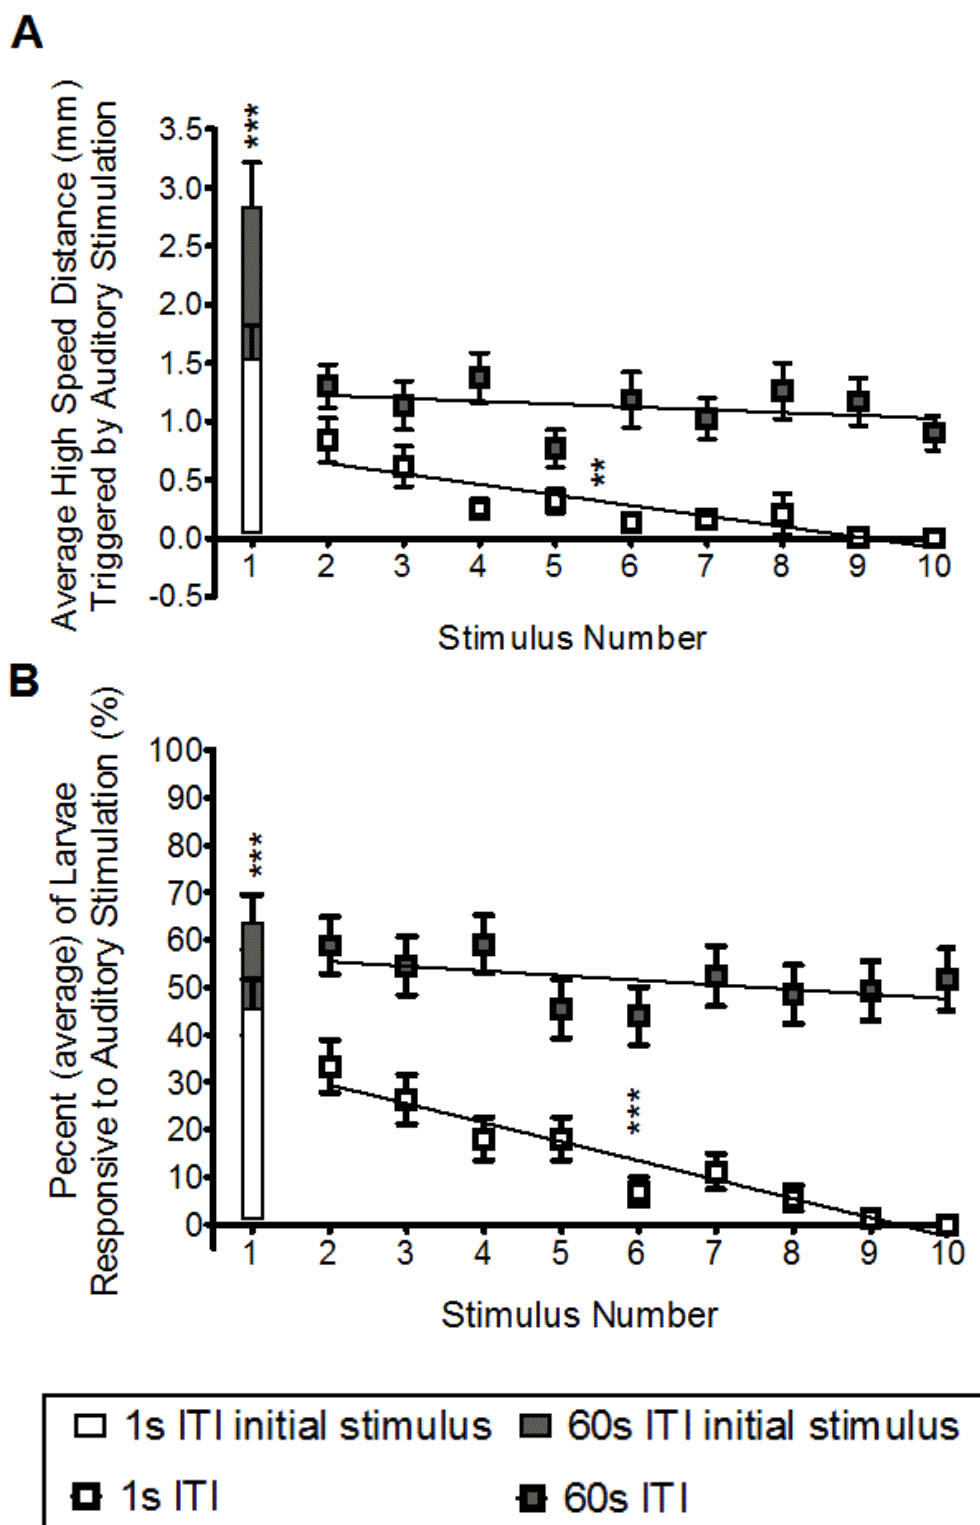 A
Average High Speed Distance (mm)
Triggered by Auditory Stimulation
3.5
3.0
2.5
2.0
1.5
1.0
0.5
0.0
-0.5
***
**
1 2 3 4 5 6 7 8 9 10
Stimulus Number
B
Pecent (average) of Larvae
Responsive to Auditory Stimulation (%)
100
90
80
70
60
50
40
30
20
10
0
***
***
1 2 3 4 5 6 7 8 9 10
Stimulus Number
1s ITI initial stimulus 60s ITI initial stimulus
1s ITI 60s ITI